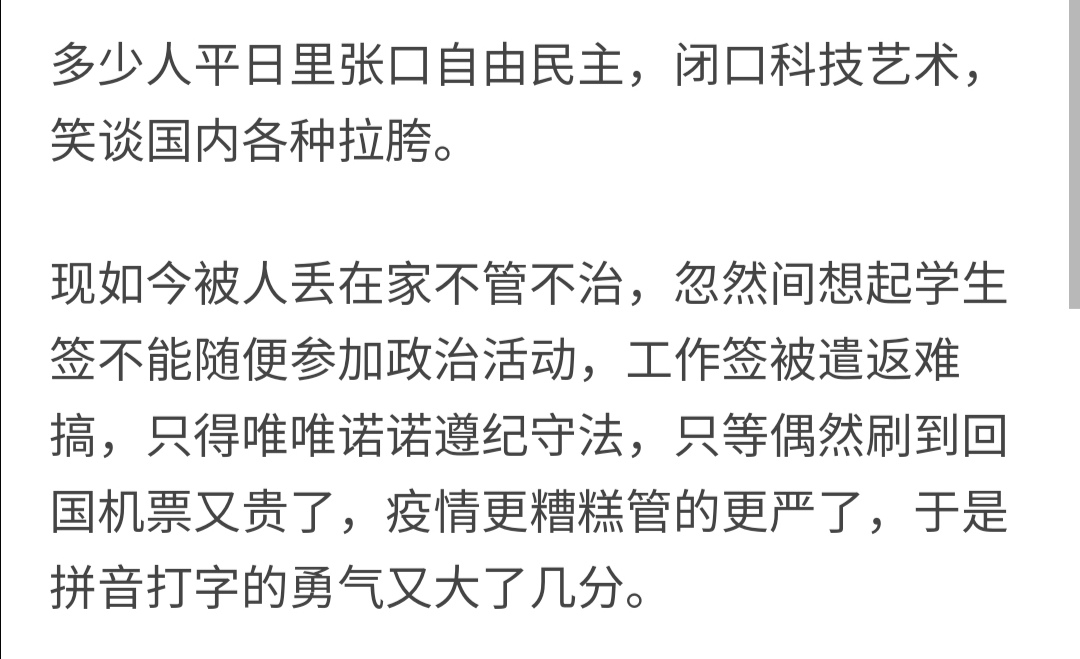 多少人平日里张口自由民主，闭口科技艺术，
笑谈国内各种拉胯。
现如今被人丢在家不管不治，忽然间想起学生
签不能随便参加政治活动，工作签被遣返难
搞，只得唯唯诺诺遵纪守法，只等偶然刷到回
国机票又贵了，疫情更糟糕管的更严了，于是
拼音打字的勇气又大了几分。